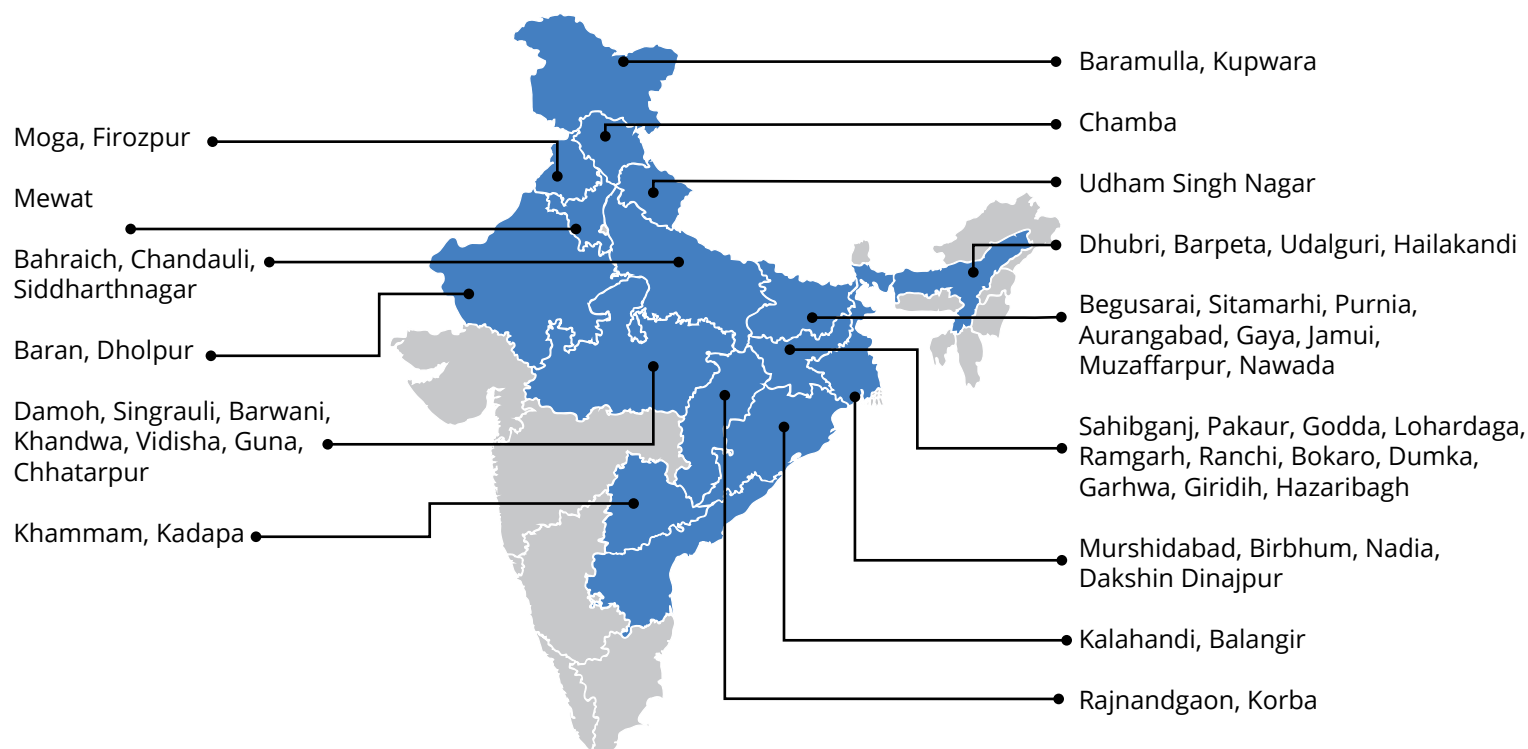 Moga, Firozpur
Mewat
Bahraich, Chandauli,
Siddharthnagar
Baran, Dholpur
Damoh, Singrauli, Barwani,
Khandwa, Vidisha, Guna,
Chhatarpur
Khammam, Kadapa
Baramulla, Kupwara
Chamba
Udham Singh Nagar
Dhubri, Barpeta, Udalguri, Hailakandi
Begusarai, Sitamarhi, Purnia,
Aurangabad, Gaya, Jamui,
Muzaffarpur, Nawada
Sahibganj, Pakaur, Godda, Lohardaga,
Ramgarh, Ranchi, Bokaro, Dumka,
Garhwa, Giridih, Hazaribagh
Murshidabad, Birbhum, Nadia,
Dakshin Dinajpur
Kalahandi, Balangir
Rajnandgaon, Korba